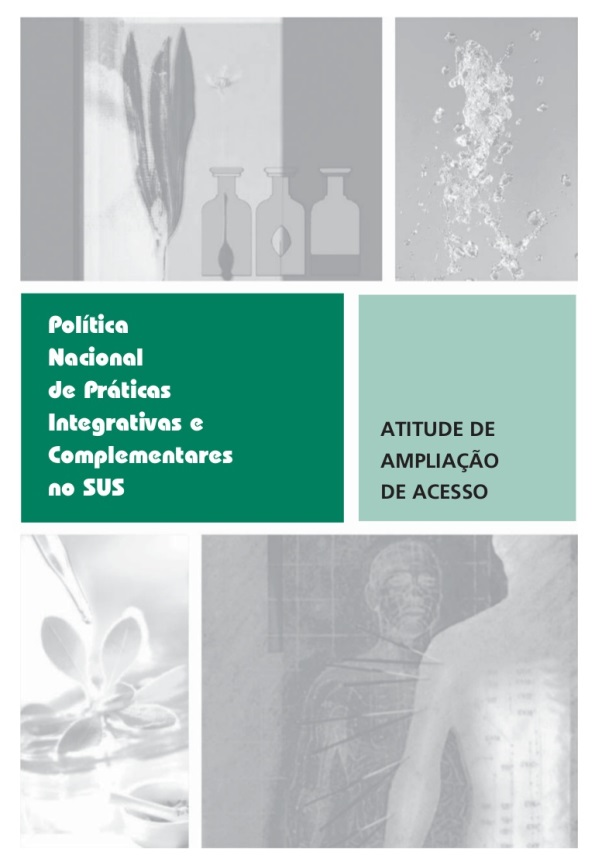 Política
Nacional
de Práticas
Integrativas e
Complementares
no SUS
ATITUDE DE
AMPLIAÇÃO
DE ACESSO